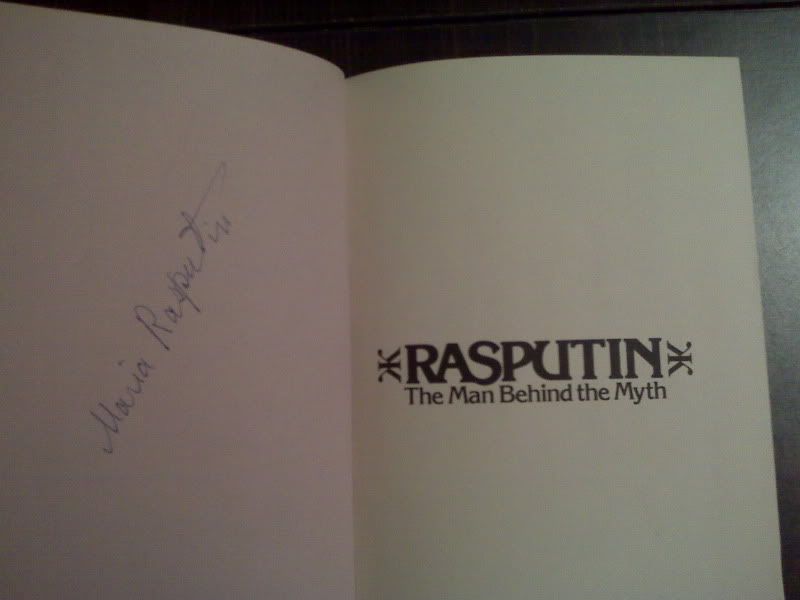 Maria Rasputin
RASPUTIN
The Man Behind the Myth